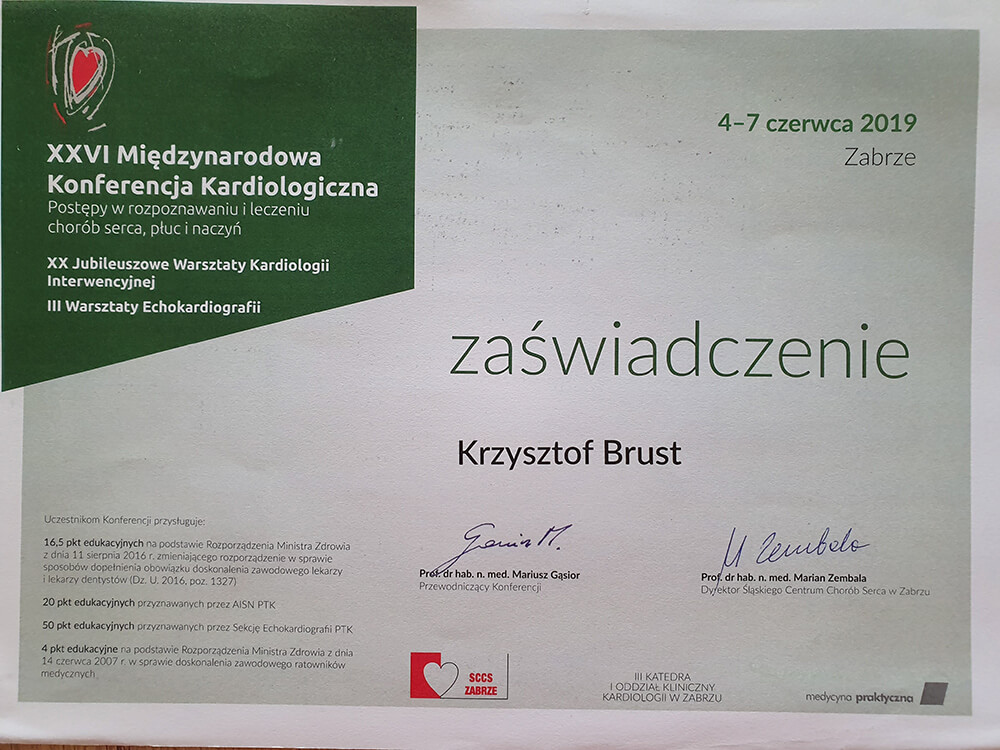 XXVI Międzynarodowa
Konferencja Kardiologiczna
Postępy w rozpoznawaniu i leczeniu
chorób serca, płuc i naczyń
XX Jubileuszowe Warsztaty Kardiologii
Interwencyjnej
III Warsztaty Echokardiografii
4–7 czerwca 2019
Zabrze
zaświadczenie
Krzysztof Brust
Uczestnikom Konferencji przysługuje:
16,5 pkt edukacyjnych na podstawie Rozporządzenia Ministra Zdrowia
z dnia 11 sierpnia 2016 r. zmieniającego rozporządzenie w sprawie
sposobów dopełnienia obowiązku doskonalenia zawodowego lekarzy
i lekarzy dentystów (Dz. U. 2016, poz. 1327)
20 pkt edukacyjnych przyznawanych przez AISN PTK
50 pkt edukacyjnych przyznawanych przez Sekcję Echokardiografii PTK
4 pkt edukacyjne na podstawie Rozporządzenia Ministra Zdrowia z dnia
14 czerwca 2007 r. w sprawie doskonalenia zawodowego ratowników
medycznych
Prof. dr hab. n. med. Mariusz Gąsior
Przewodniczący Konferencji
M Zembala
Prof. dr hab. n. med. Marian Zembala
Dyrektor Śląskiego Centrum Chorób Serca w Zabrzu
SCCS
ZABRZE
III KATEDRA
I ODDZIAŁ KLINICZNY
KARDIOLOGII W ZABRZU
medycyna praktyczna